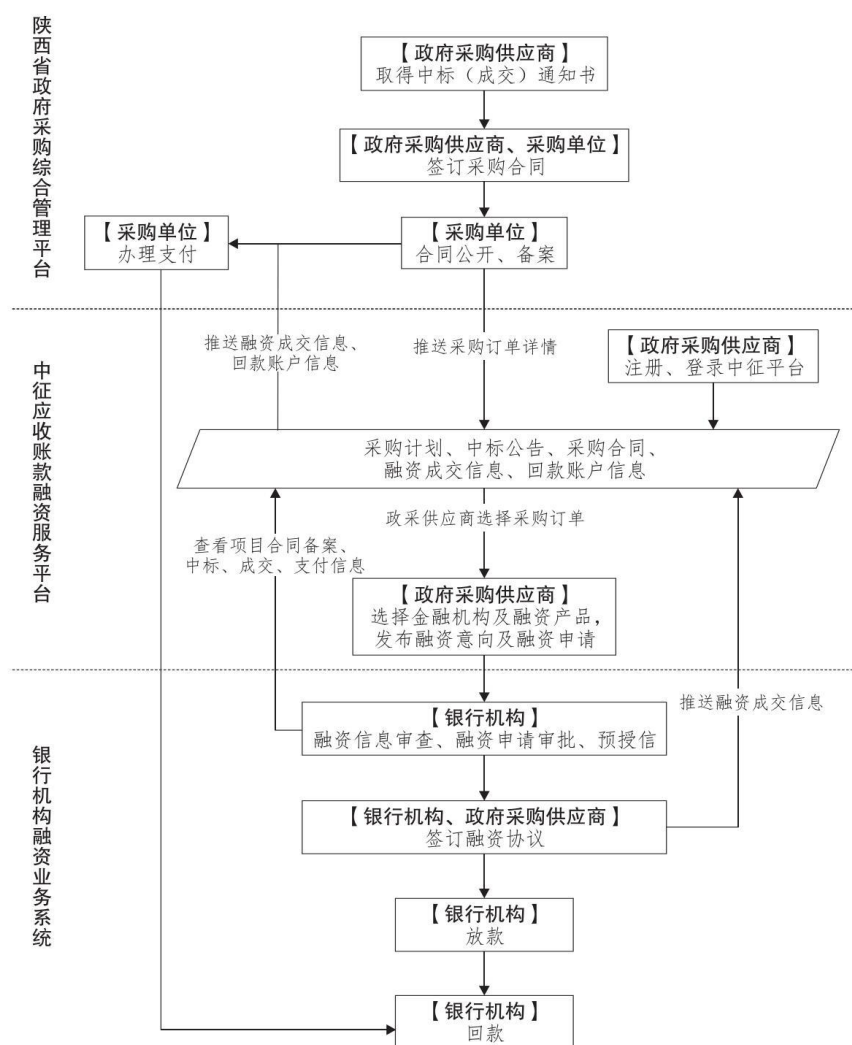 陕西省政府采购综合管理平台
【政府采购供应商】
取得中标（成交）通知书
【政府采购供应商、采购单位】
签订采购合同
【采购单位】
办理支付
【采购单位】
合同公开、备案
中征应收账款融资服务平台
推送融资成交信息、
回款账户信息
推送采购订单详情
【政府采购供应商】
注册、登录中征平台
采购计划、中标公告、采购合同、
融资成交信息、回款账户信息
政采供应商选择采购订单
查看项目合同备案、
中标、成交、支付信息
【政府采购供应商】
选择金融机构及融资产品，
发布融资意向及融资申请
银行机构融资业务系统
【银行机构】
融资信息审查、融资申请审批、预授信
推送融资成交信息
【银行机构、政府采购供应商】
签订融资协议
【银行机构】
放款
【银行机构】
回款